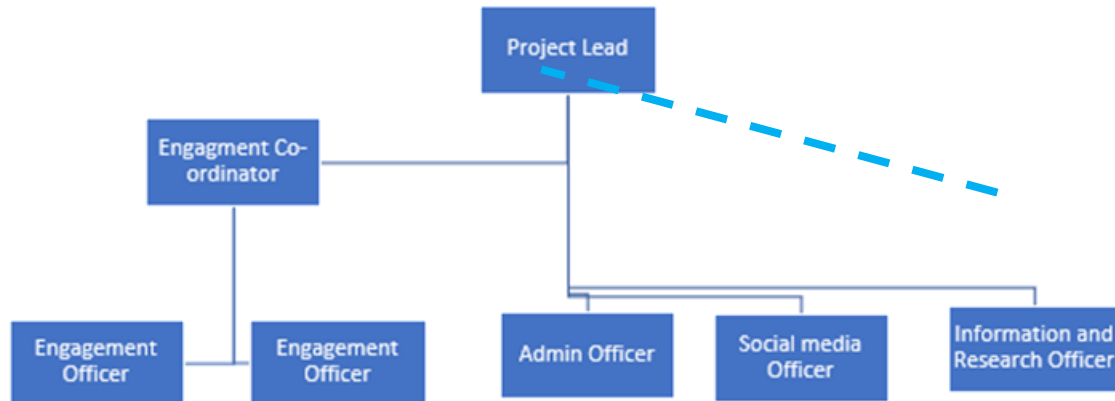 Project Lead
Engagment Co-
ordinator
Engagement
Officer
Engagement
Officer
Admin Officer
Social media
Officer
Information and
Research Officer